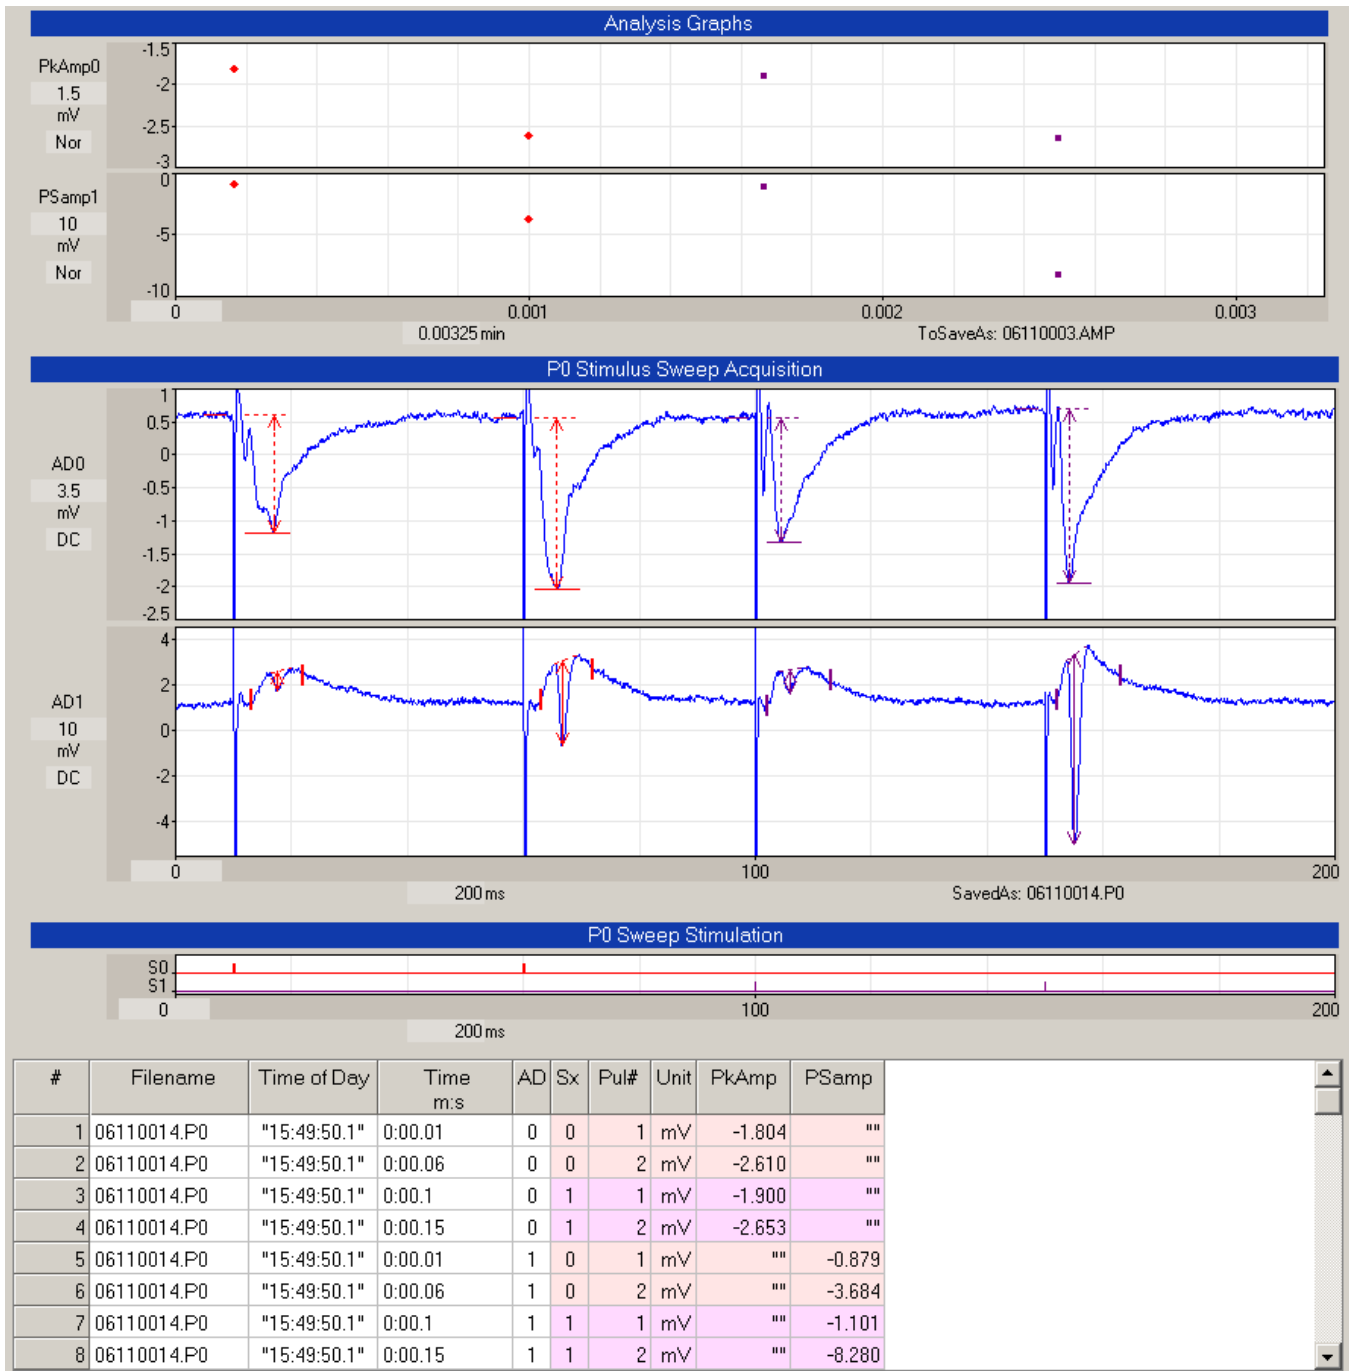 Analysis Graphs
PkAmp0
1.5
mV
Nor
-1.5
-2
-2.5
-3
PSamp1
10
mV
Nor
0
-5
-10
0 0.001 0.002 0.003
0.00325 min ToSaveAs: 06110003.AMP
P0 Stimulus Sweep Acquisition
AD0
3.5
mV
DC
1
0.5
0
-0.5
-1
-1.5
-2
-2.5
AD1
10
mV
DC
4
2
0
-2
-4
0 100 200
200 ms SavedAs: 06110014.P0
P0 Sweep Stimulation
S0
S1
0 100 200
200 ms
# Filename Time of Day Time m:s AD Sx Pul# Unit PkAmp PSamp
1 06110014.P0 "15:49:50.1" 0:00.01 0 0 1 mV -1.804 ""
2 06110014.P0 "15:49:50.1" 0:00.06 0 0 2 mV -2.610 ""
3 06110014.P0 "15:49:50.1" 0:00.1 0 1 1 mV -1.900 ""
4 06110014.P0 "15:49:50.1" 0:00.15 0 1 2 mV -2.653 ""
5 06110014.P0 "15:49:50.1" 0:00.01 1 0 1 mV "" -0.879
6 06110014.P0 "15:49:50.1" 0:00.06 1 0 2 mV "" -3.684
7 06110014.P0 "15:49:50.1" 0:00.1 1 1 1 mV "" -1.101
8 06110014.P0 "15:49:50.1" 0:00.15 1 1 2 mV "" -8.280